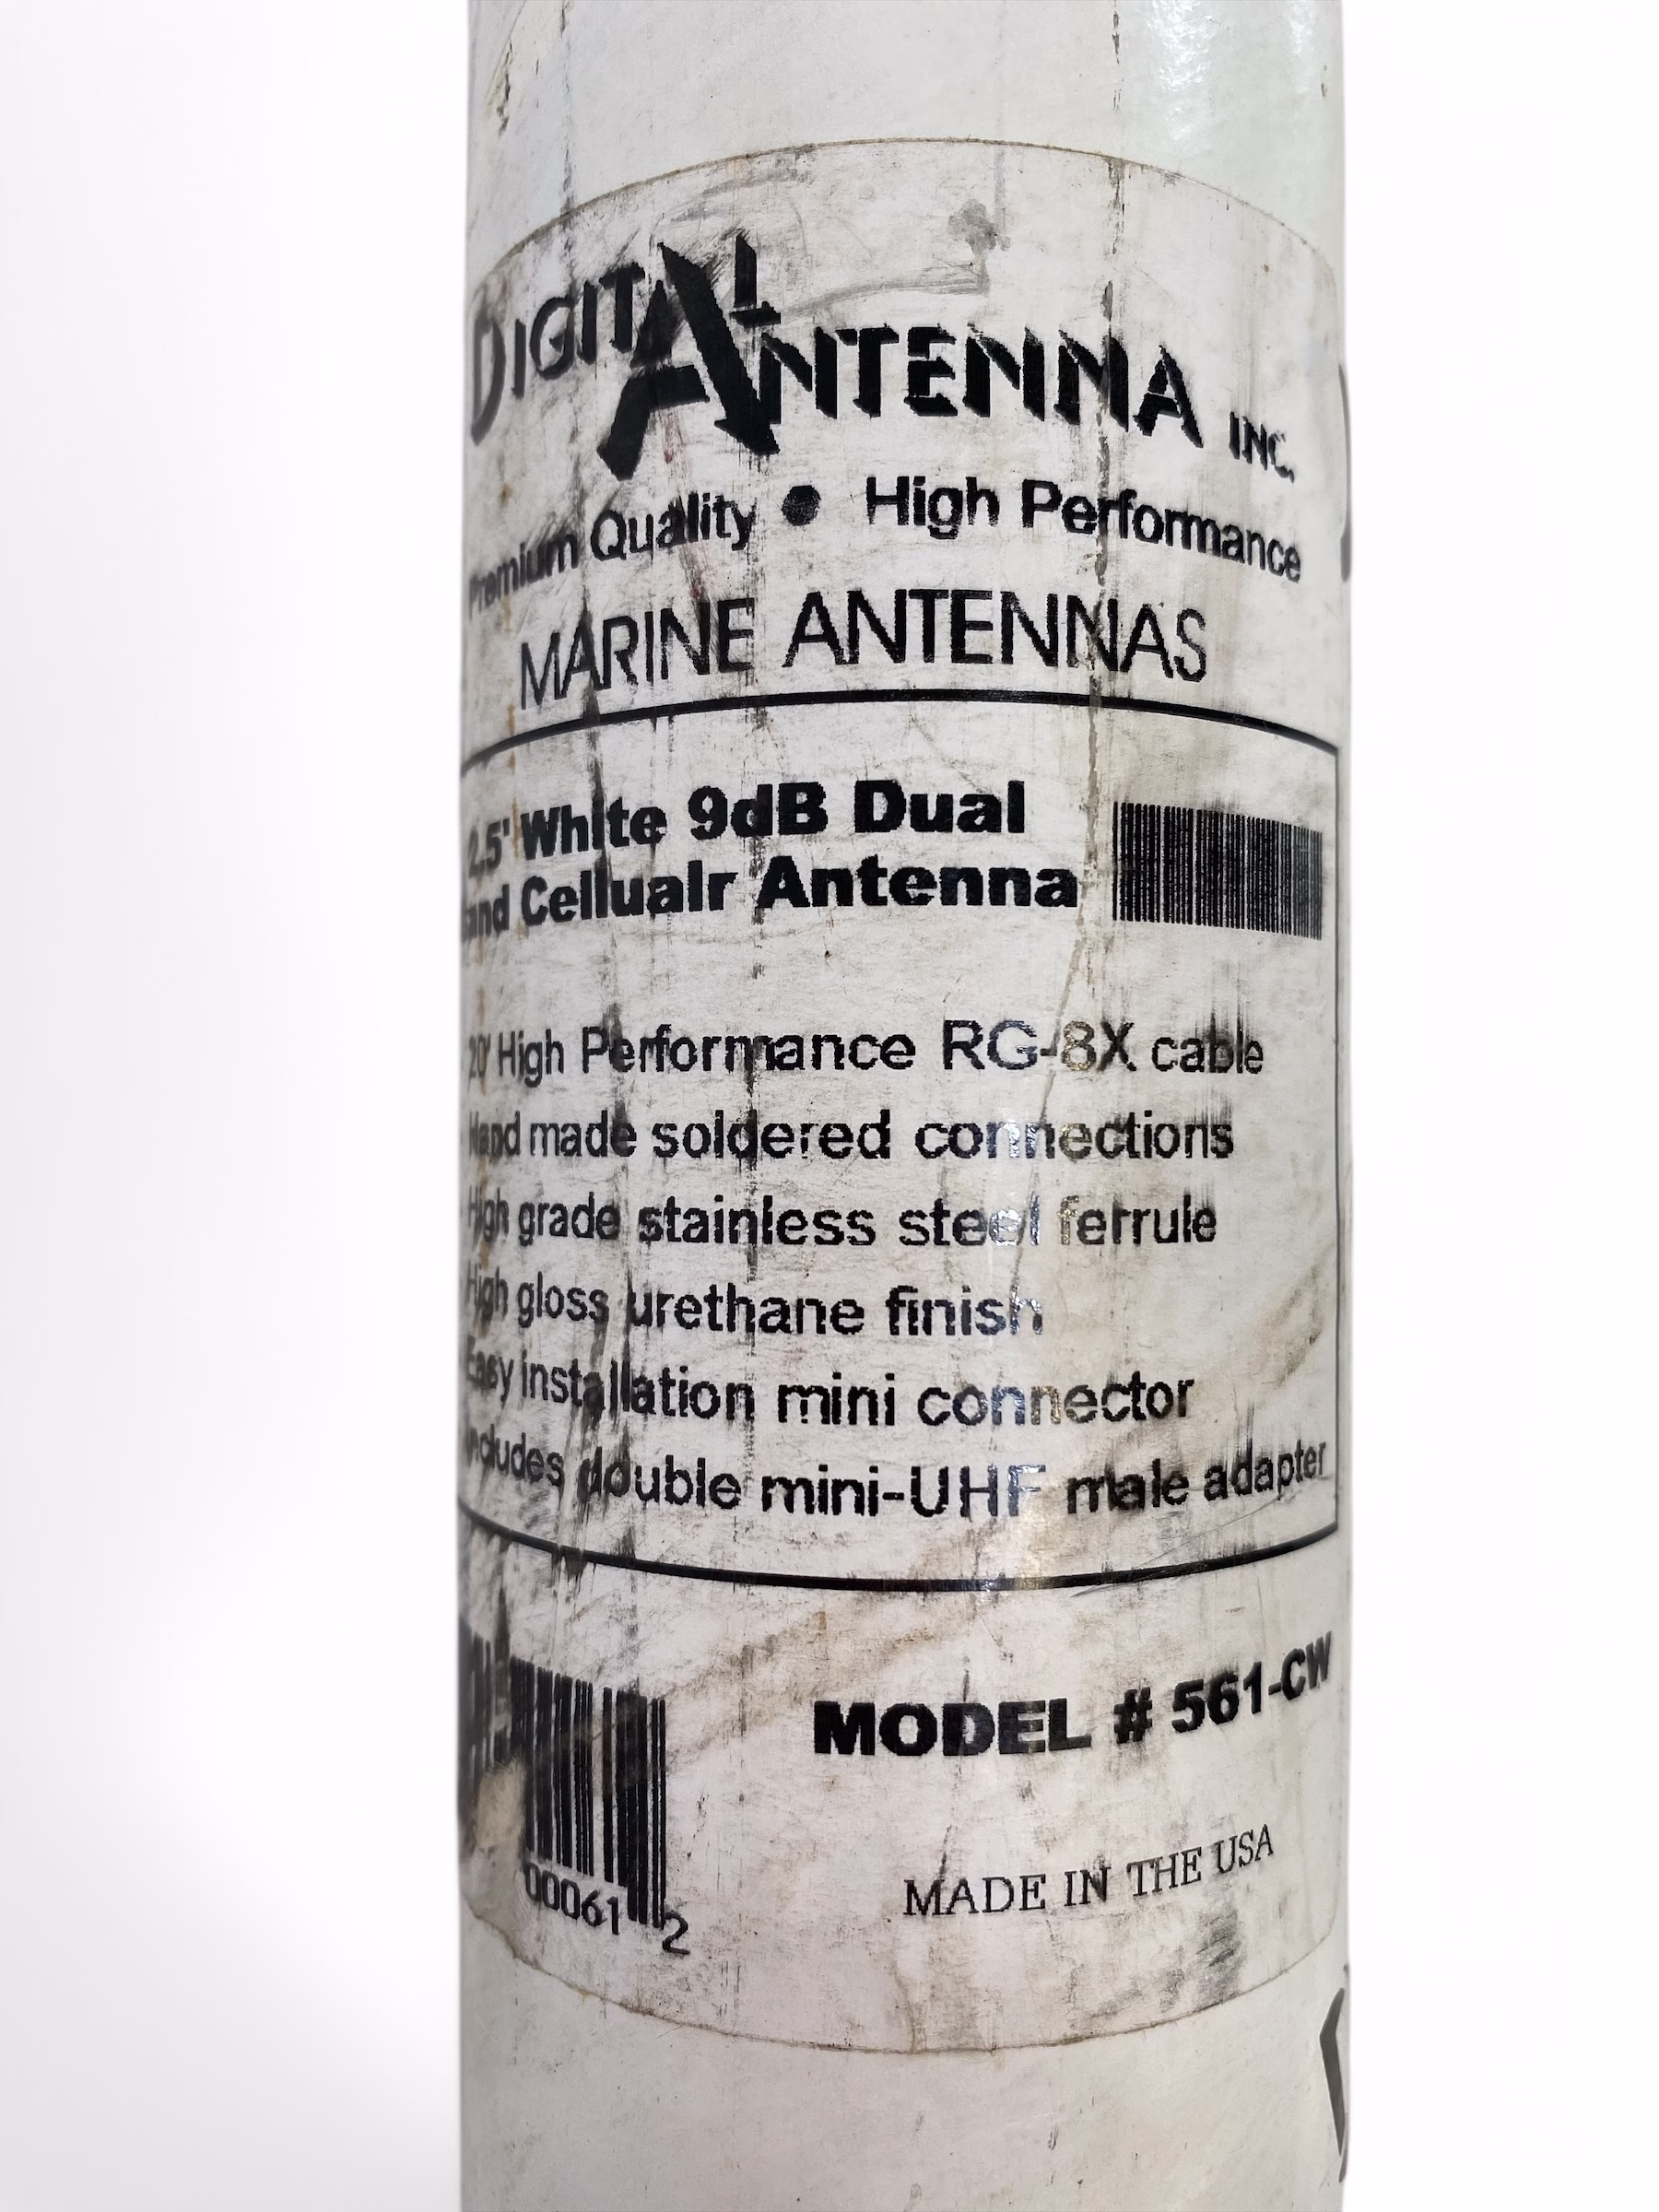 DIGITAL ANTENNA INC.
Premium Quality ● High Performance
MARINE ANTENNAS
2.5' White 9dB Dual
and Cellualr Antenna
20' High Performance RG-8X cable
Hand made soldered connections
High grade stainless steel ferrule
High gloss urethane finish
Easy installation mini connector
ncludes double mini-UHF male adapter
MODEL # 561-CW
00061 2
MADE IN THE USA